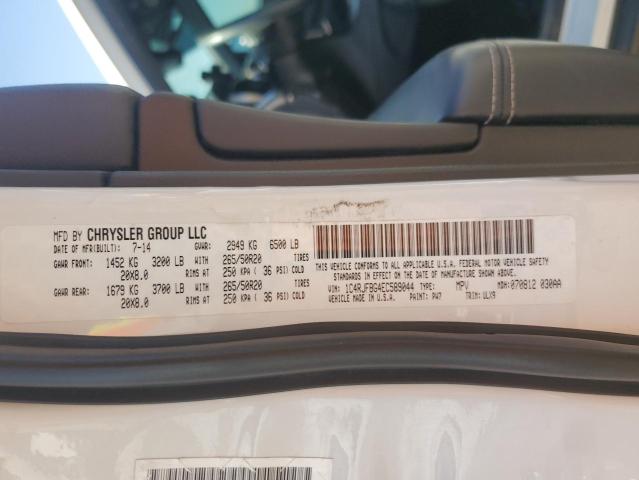 MFD BY CHRYSLER GROUP LLC
DATE OF MFR(BUILT): 7-14 GVWR: 2949 KG 6500 LB
GAWR FRONT: 1452 KG 3200 LB WITH 265/50R20 TIRES
20X8.0 RIMS AT 250 KPA ( 36 PSI) COLD
GAWR REAR: 1679 KG 3700 LB WITH 265/50R20 TIRES
20X8.0 RIMS AT 250 KPA ( 36 PSI) COLD
THIS VEHICLE CONFORMS TO ALL APPLICABLE U.S.A. FEDERAL MOTOR VEHICLE SAFETY
STANDARDS IN EFFECT ON THE DATE OF MANUFACTURE SHOWN ABOVE.
VIN: 1C4RJFBG4EC589044 TYPE: MPV MDH: 070812 030AA
VEHICLE MADE IN U.S.A. PAINT: PW7 TRIM: ULX9